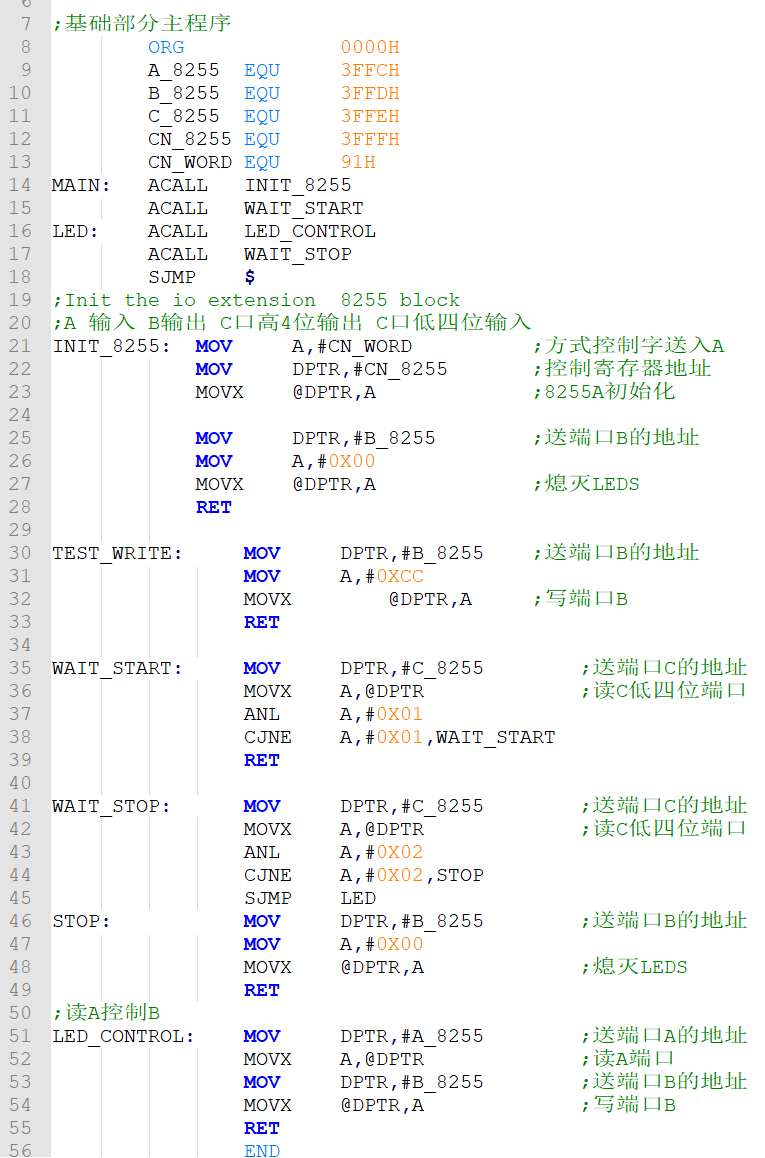 6
7 ;基础部分主程序
8 ORG 0000H
9 A_8255 EQU 3FFCH
10 B_8255 EQU 3FFDH
11 C_8255 EQU 3FFEH
12 CN_8255 EQU 3FFFH
13 CN_WORD EQU 91H
14 MAIN: ACALL INIT_8255
15 ACALL WAIT_START
16 LED: ACALL LED_CONTROL
17 ACALL WAIT_STOP
18 SJMP $
19 ;Init the io extension  8255 block
20 ;A 输入 B输出 C口高4位输出 C口低四位输入
21 INIT_8255: MOV A,#CN_WORD ;方式控制字送入A
22 MOV DPTR,#CN_8255 ;控制寄存器地址
23 MOVX @DPTR,A ;8255A初始化
24
25 MOV DPTR,#B_8255 ;送端口B的地址
26 MOV A,#0X00
27 MOVX @DPTR,A ;熄灭LEDS
28 RET
29
30 TEST_WRITE: MOV DPTR,#B_8255 ;送端口B的地址
31 MOV A,#0XCC
32 MOVX @DPTR,A ;写端口B
33 RET
34
35 WAIT_START: MOV DPTR,#C_8255 ;送端口C的地址
36 MOVX A,@DPTR ;读C低四位端口
37 ANL A,#0X01
38 CJNE A,#0X01,WAIT_START
39 RET
40
41 WAIT_STOP: MOV DPTR,#C_8255 ;送端口C的地址
42 MOVX A,@DPTR ;读C低四位端口
43 ANL A,#0X02
44 CJNE A,#0X02,STOP
45 SJMP LED
46 STOP: MOV DPTR,#B_8255 ;送端口B的地址
47 MOV A,#0X00
48 MOVX @DPTR,A ;熄灭LEDS
49 RET
50 ;读A控制B
51 LED_CONTROL: MOV DPTR,#A_8255 ;送端口A的地址
52 MOVX A,@DPTR ;读A端口
53 MOV DPTR,#B_8255 ;送端口B的地址
54 MOVX @DPTR,A ;写端口B
55 RET
56 END